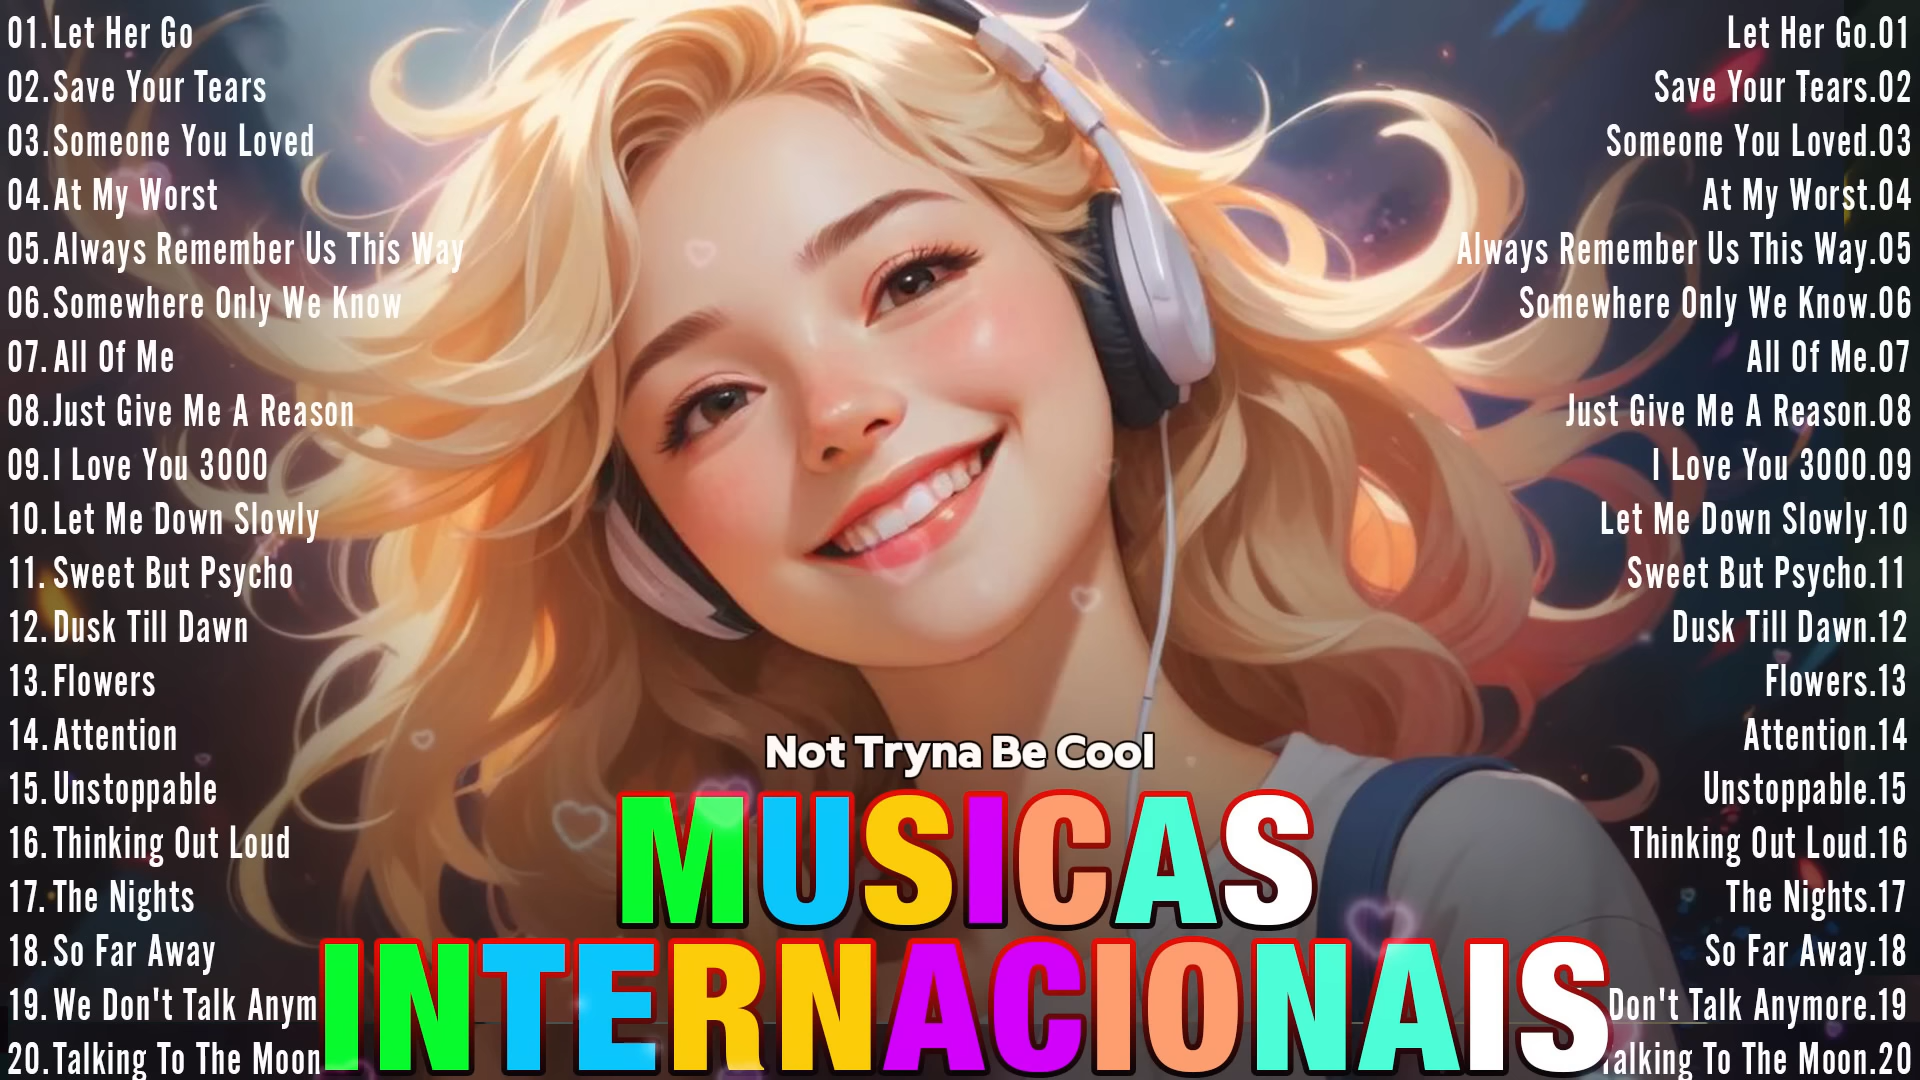 01.Let Her Go
02.Save Your Tears
03.Someone You Loved
04.At My Worst
05.Always Remember Us This Way
06.Somewhere Only We Know
07.All Of Me
08.Just Give Me A Reason
09.I Love You 3000
10.Let Me Down Slowly
11.Sweet But Psycho
12.Dusk Till Dawn
13.Flowers
14.Attention
15.Unstoppable
16.Thinking Out Loud
17.The Nights
18.So Far Away
19.We Don't Talk Anym
20.Talking To The Moon
Let Her Go.01
Save Your Tears.02
Someone You Loved.03
At My Worst.04
Always Remember Us This Way.05
Somewhere Only We Know.06
All Of Me.07
Just Give Me A Reason.08
I Love You 3000.09
Let Me Down Slowly.10
Sweet But Psycho.11
Dusk Till Dawn.12
Flowers.13
Attention.14
Unstoppable.15
Thinking Out Loud.16
The Nights.17
So Far Away.18
Don't Talk Anymore.19
alking To The Moon.20
Not Tryna Be Cool
MUSICAS
INTERNACIONAIS